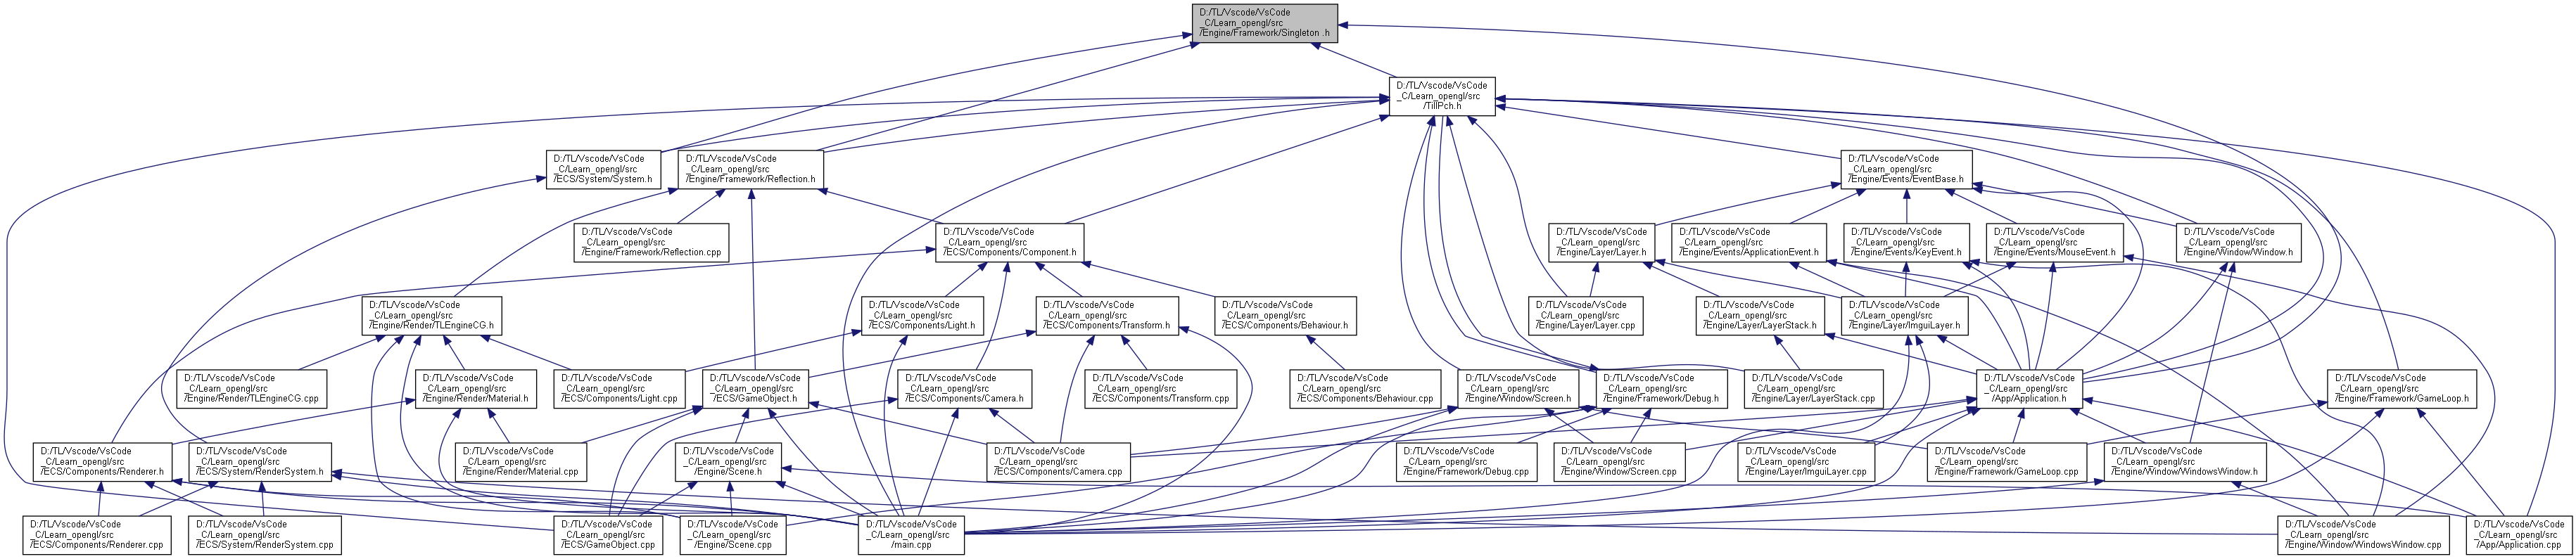 D:/TL/Vscode/VsCode
_C/Learn_opengl/src
/Engine/Framework/Singleton .h
D:/TL/Vscode/VsCode
_C/Learn_opengl/src
/TillPch.h
D:/TL/Vscode/VsCode
_C/Learn_opengl/src
/ECS/System/System.h
D:/TL/Vscode/VsCode
_C/Learn_opengl/src
/Engine/Framework/Reflection.h
D:/TL/Vscode/VsCode
_C/Learn_opengl/src
/Engine/Events/EventBase.h
D:/TL/Vscode/VsCode
_C/Learn_opengl/src
/Engine/Framework/Reflection.cpp
D:/TL/Vscode/VsCode
_C/Learn_opengl/src
/ECS/Components/Component.h
D:/TL/Vscode/VsCode
_C/Learn_opengl/src
/Engine/Layer/Layer.h
D:/TL/Vscode/VsCode
_C/Learn_opengl/src
/Engine/Events/ApplicationEvent.h
D:/TL/Vscode/VsCode
_C/Learn_opengl/src
/Engine/Events/KeyEvent.h
D:/TL/Vscode/VsCode
_C/Learn_opengl/src
/Engine/Events/MouseEvent.h
D:/TL/Vscode/VsCode
_C/Learn_opengl/src
/Engine/Window/Window.h
D:/TL/Vscode/VsCode
_C/Learn_opengl/src
/Engine/Render/TLEngineCG.h
D:/TL/Vscode/VsCode
_C/Learn_opengl/src
/ECS/Components/Light.h
D:/TL/Vscode/VsCode
_C/Learn_opengl/src
/ECS/Components/Transform.h
D:/TL/Vscode/VsCode
_C/Learn_opengl/src
/ECS/Components/Behaviour.h
D:/TL/Vscode/VsCode
_C/Learn_opengl/src
/Engine/Layer/Layer.cpp
D:/TL/Vscode/VsCode
_C/Learn_opengl/src
/Engine/Layer/LayerStack.h
D:/TL/Vscode/VsCode
_C/Learn_opengl/src
/Engine/Layer/ImguiLayer.h
D:/TL/Vscode/VsCode
_C/Learn_opengl/src
/Engine/Render/TLEngineCG.cpp
D:/TL/Vscode/VsCode
_C/Learn_opengl/src
/Engine/Render/Material.h
D:/TL/Vscode/VsCode
_C/Learn_opengl/src
/ECS/Components/Light.cpp
D:/TL/Vscode/VsCode
_C/Learn_opengl/src
/ECS/GameObject.h
D:/TL/Vscode/VsCode
_C/Learn_opengl/src
/ECS/Components/Camera.h
D:/TL/Vscode/VsCode
_C/Learn_opengl/src
/ECS/Components/Transform.cpp
D:/TL/Vscode/VsCode
_C/Learn_opengl/src
/ECS/Components/Behaviour.cpp
D:/TL/Vscode/VsCode
_C/Learn_opengl/src
/Engine/Window/Screen.h
D:/TL/Vscode/VsCode
_C/Learn_opengl/src
/Engine/Framework/Debug.h
D:/TL/Vscode/VsCode
_C/Learn_opengl/src
/Engine/Layer/LayerStack.cpp
D:/TL/Vscode/VsCode
_C/Learn_opengl/src
/App/Application.h
D:/TL/Vscode/VsCode
_C/Learn_opengl/src
/Engine/Framework/GameLoop.h
D:/TL/Vscode/VsCode
_C/Learn_opengl/src
/ECS/Components/Renderer.h
D:/TL/Vscode/VsCode
_C/Learn_opengl/src
/ECS/System/RenderSystem.h
D:/TL/Vscode/VsCode
_C/Learn_opengl/src
/Engine/Render/Material.cpp
D:/TL/Vscode/VsCode
_C/Learn_opengl/src
/Engine/Scene.h
D:/TL/Vscode/VsCode
_C/Learn_opengl/src
/ECS/Components/Camera.cpp
D:/TL/Vscode/VsCode
_C/Learn_opengl/src
/Engine/Framework/Debug.cpp
D:/TL/Vscode/VsCode
_C/Learn_opengl/src
/Engine/Window/Screen.cpp
D:/TL/Vscode/VsCode
_C/Learn_opengl/src
/Engine/Layer/ImguiLayer.cpp
D:/TL/Vscode/VsCode
_C/Learn_opengl/src
/Engine/Framework/GameLoop.cpp
D:/TL/Vscode/VsCode
_C/Learn_opengl/src
/Engine/Window/WindowsWindow.h
D:/TL/Vscode/VsCode
_C/Learn_opengl/src
/ECS/Components/Renderer.cpp
D:/TL/Vscode/VsCode
_C/Learn_opengl/src
/ECS/System/RenderSystem.cpp
D:/TL/Vscode/VsCode
_C/Learn_opengl/src
/ECS/GameObject.cpp
D:/TL/Vscode/VsCode
_C/Learn_opengl/src
/Engine/Scene.cpp
D:/TL/Vscode/VsCode
_C/Learn_opengl/src
/main.cpp
D:/TL/Vscode/VsCode
_C/Learn_opengl/src
/Engine/Window/WindowsWindow.cpp
D:/TL/Vscode/VsCode
_C/Learn_opengl/src
/App/Application.cpp